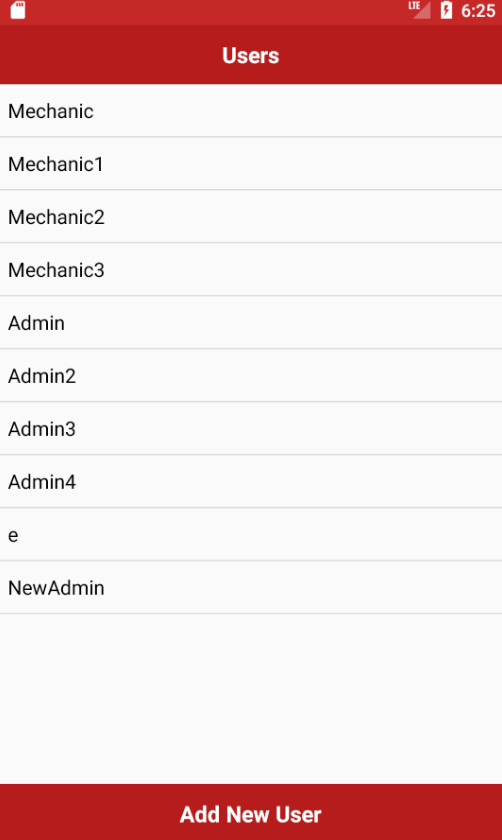 LTE 6:25
Users
Mechanic
Mechanic1
Mechanic2
Mechanic3
Admin
Admin2
Admin3
Admin4
e
NewAdmin
Add New User